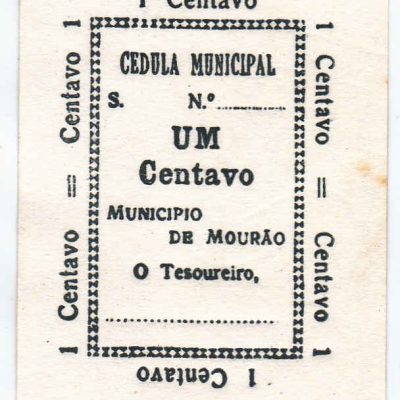 1 Centavo
1 Centavo = Centavo 1
1 Centavo = Centavo 1
CEDULA MUNICIPAL
S. N.º
UM
Centavo
MUNICIPIO
DE MOURÃO
O Tesoureiro,
1 Centavo